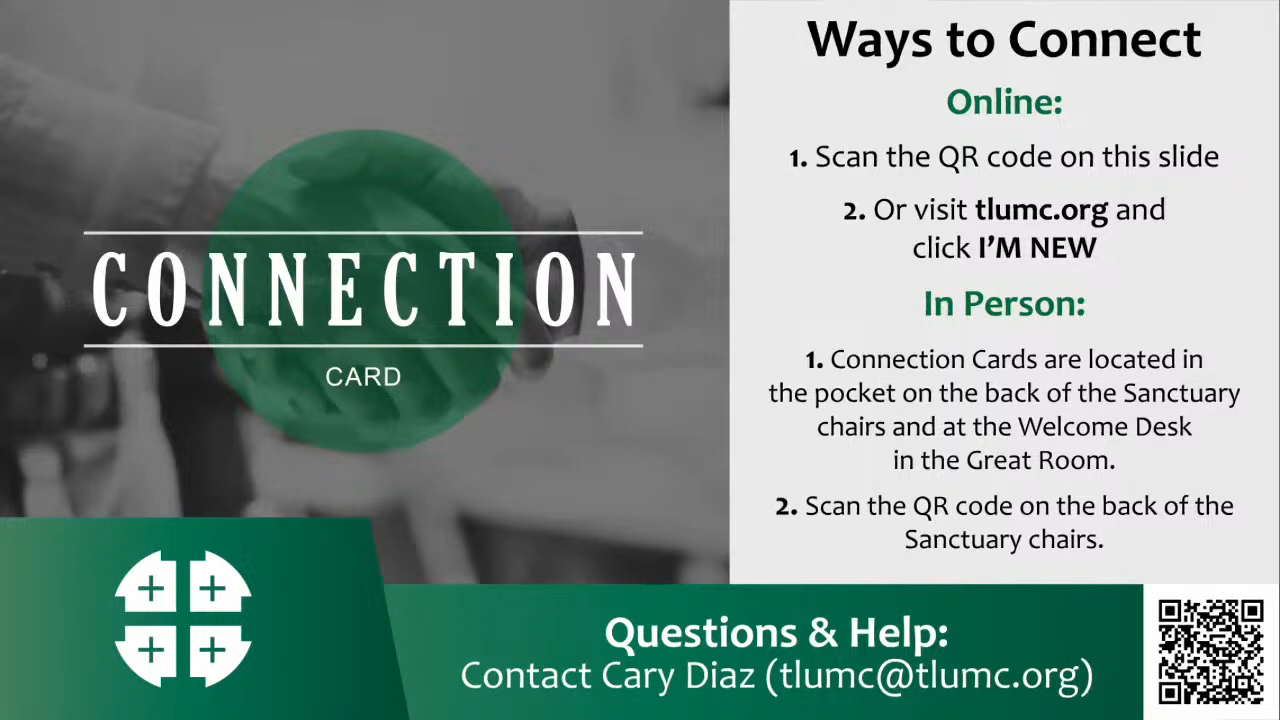 CONNECTION
CARD
Ways to Connect
Online:
1. Scan the QR code on this slide
2. Or visit tlumc.org and
click I'M NEW
In Person:
1. Connection Cards are located in
the pocket on the back of the Sanctuary
chairs and at the Welcome Desk
in the Great Room.
2. Scan the QR code on the back of the
Sanctuary chairs.
Questions & Help:
Contact Cary Diaz (tlumc@tlumc.org)